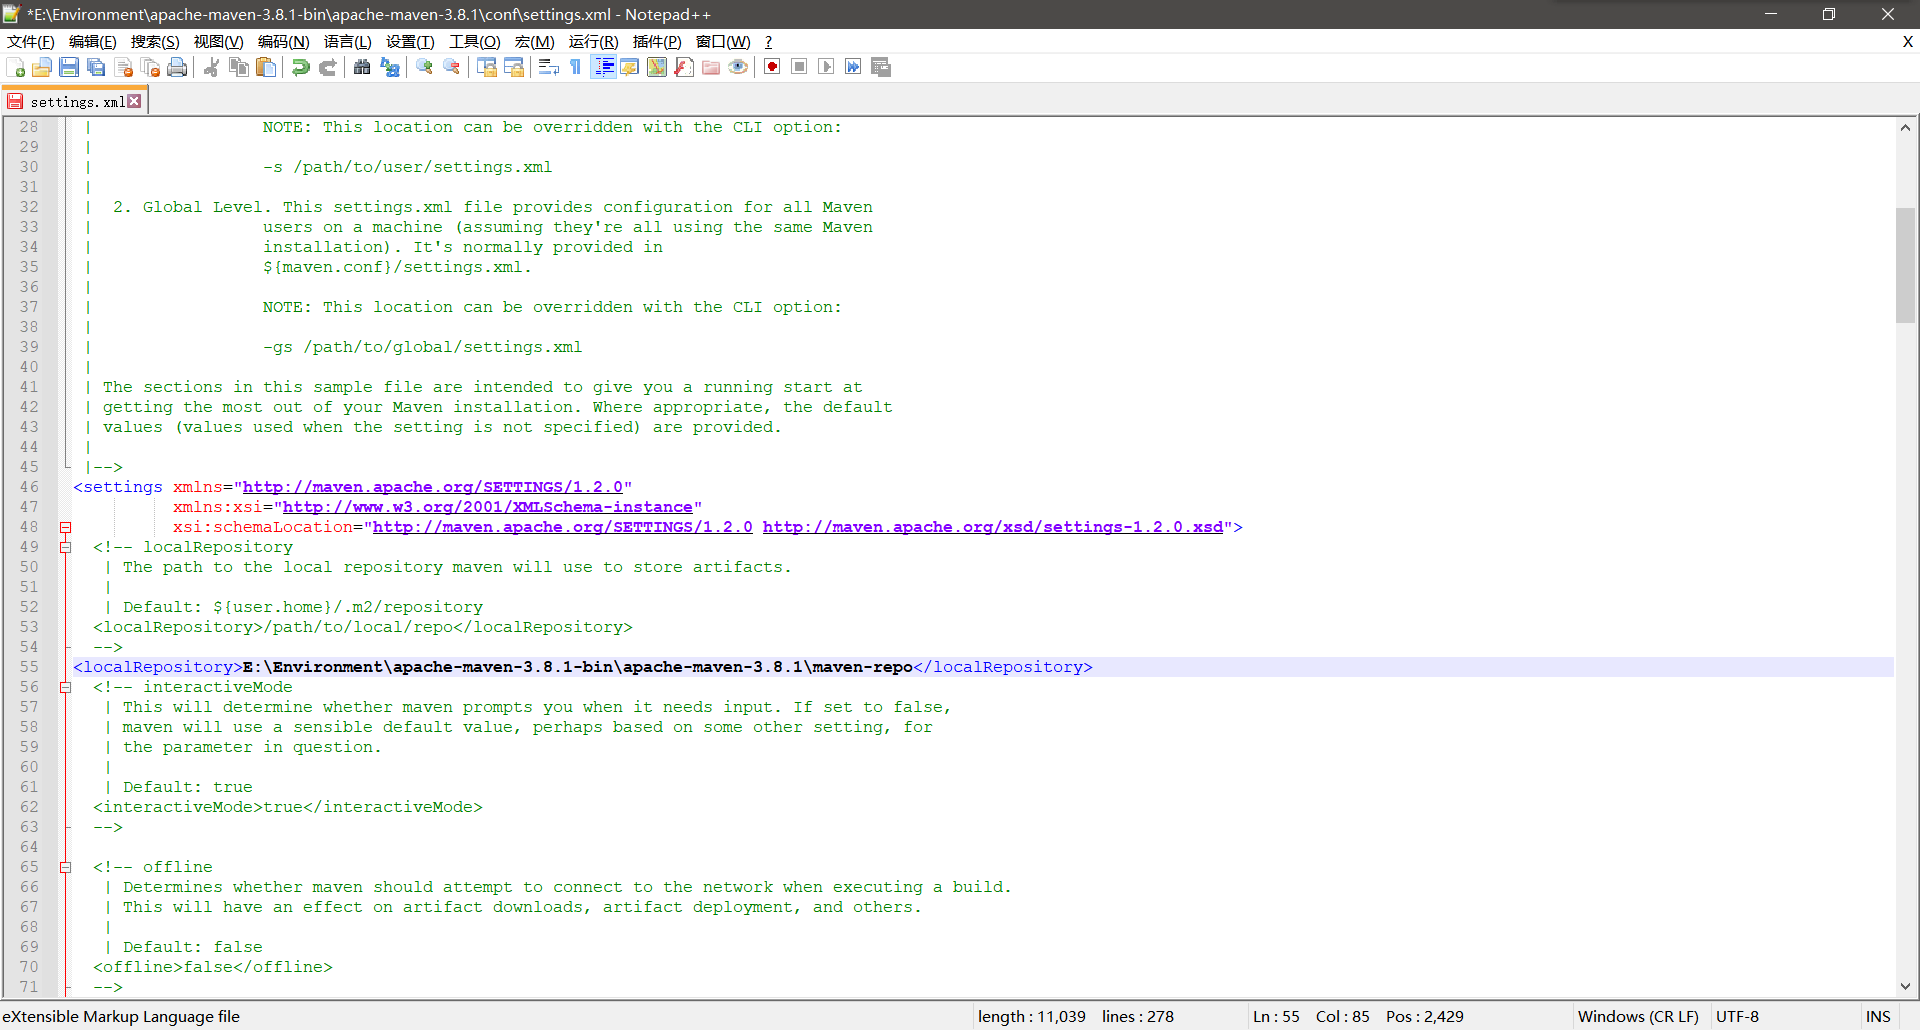 *E:\Environment\apache-maven-3.8.1-bin\apache-maven-3.8.1\conf\settings.xml - Notepad++
文件(F) 编辑(E) 搜索(S) 视图(V) 编码(N) 语言(L) 设置(T) 工具(O) 宏(M) 运行(R) 插件(P) 窗口(W) ? X
settings.xml
28 | NOTE: This location can be overridden with the CLI option:
29 |
30 | -s /path/to/user/settings.xml
31 |
32 | 2. Global Level. This settings.xml file provides configuration for all Maven
33 | users on a machine (assuming they're all using the same Maven
34 | installation). It's normally provided in
35 | ${maven.conf}/settings.xml.
36 |
37 | NOTE: This location can be overridden with the CLI option:
38 |
39 | -gs /path/to/global/settings.xml
40 |
41 | The sections in this sample file are intended to give you a running start at
42 | getting the most out of your Maven installation. Where appropriate, the default
43 | values (values used when the setting is not specified) are provided.
44 |
45 |-->
46 <settings xmlns="http://maven.apache.org/SETTINGS/1.2.0"
47 xmlns:xsi="http://www.w3.org/2001/XMLSchema-instance"
48 xsi:schemaLocation="http://maven.apache.org/SETTINGS/1.2.0 http://maven.apache.org/xsd/settings-1.2.0.xsd">
49 <!-- localRepository
50 | The path to the local repository maven will use to store artifacts.
51 |
52 | Default: ${user.home}/.m2/repository
53 <localRepository>/path/to/local/repo</localRepository>
54 -->
55 <localRepository>E:\Environment\apache-maven-3.8.1-bin\apache-maven-3.8.1\maven-repo</localRepository>
56 <!-- interactiveMode
57 | This will determine whether maven prompts you when it needs input. If set to false,
58 | maven will use a sensible default value, perhaps based on some other setting, for
59 | the parameter in question.
60 |
61 | Default: true
62 <interactiveMode>true</interactiveMode>
63 -->
64
65 <!-- offline
66 | Determines whether maven should attempt to connect to the network when executing a build.
67 | This will have an effect on artifact downloads, artifact deployment, and others.
68 |
69 | Default: false
70 <offline>false</offline>
71 -->
eXtensible Markup Language file length : 11,039 lines : 278 Ln : 55 Col : 85 Pos : 2,429 Windows (CR LF) UTF-8 INS